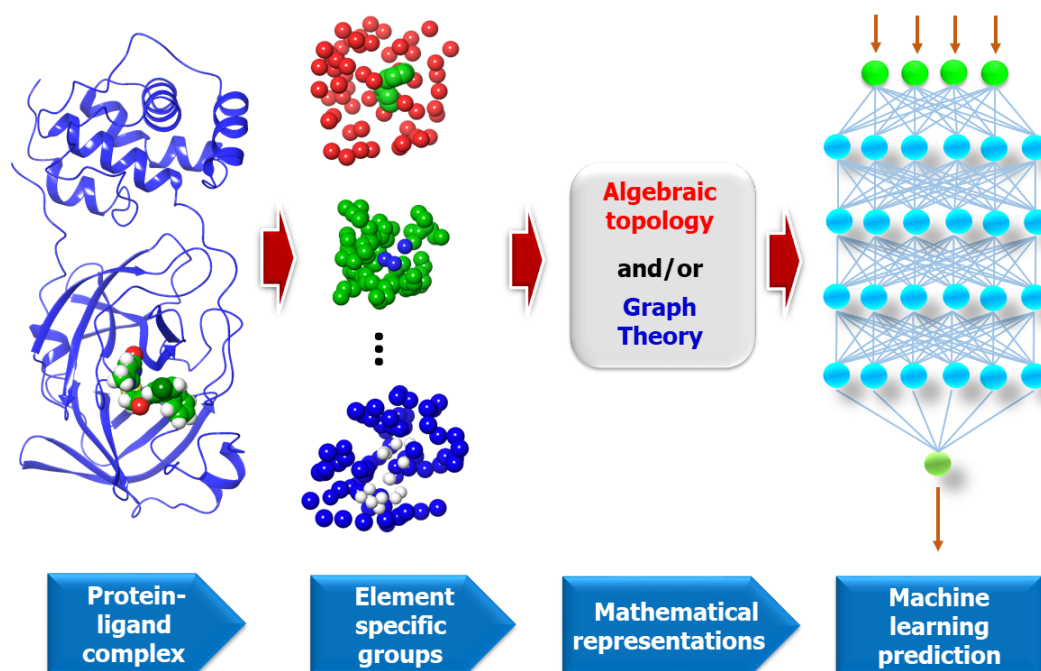 Algebraic
topology
and/or
Graph
Theory
Protein-
ligand
complex
Element
specific
groups
Mathematical
representations
Machine
learning
prediction